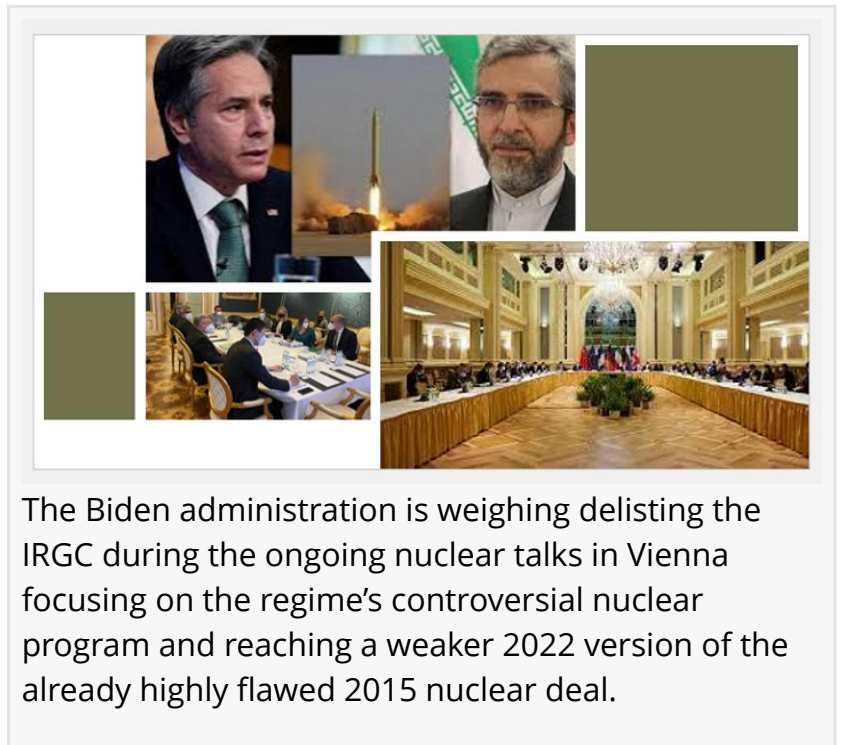 The Biden administration is weighing delisting the
IRGC during the ongoing nuclear talks in Vienna
focusing on the regime’s controversial nuclear
program and reaching a weaker 2022 version of the
already highly flawed 2015 nuclear deal.